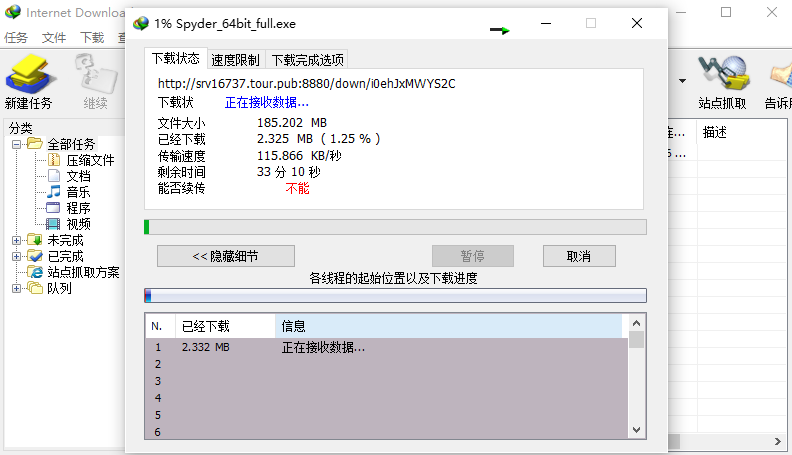 Internet Download
1% Spyder_64bit_full.exe
任务 文件 下载
新建任务
继续
站点抓取
告诉
分类
全部任务
压缩文件
文档
音乐
程序
视频
未完成
已完成
站点抓取方案
队列
描述
下载状态
速度限制
下载完成选项
http://srv16737.tour.pub:8880/down/i0ehJxMWYS2C
下载状 正在接收数据...
文件大小 185.202 MB
已经下载 2.325 MB ( 1.25 % )
传输速度 115.866 KB/秒
剩余时间 33 分 10 秒
能否续传 不能
<< 隐藏细节
暂停
取消
各线程的起始位置以及下载进度
N. 已经下载 信息
1 2.332 MB 正在接收数据...
2
3
4
5
6